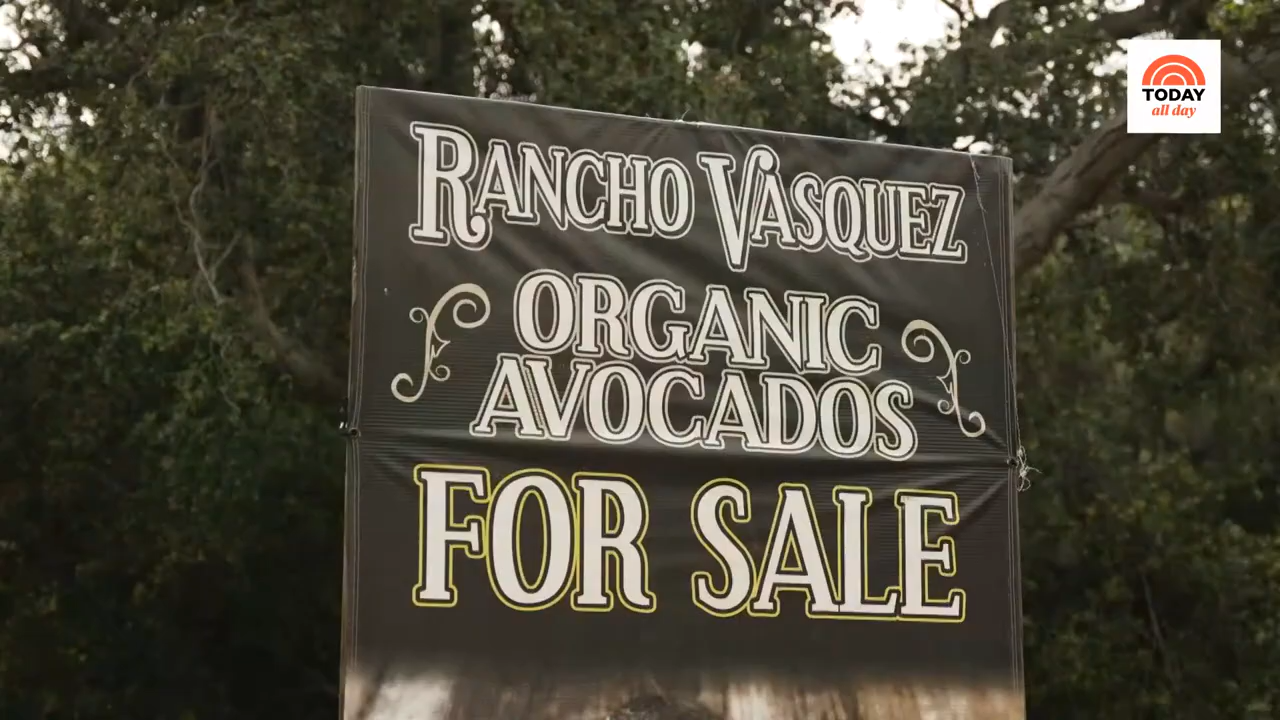 RANCHO VASQUEZ
ORGANIC
AVOCADOS
FOR SALE
TODAY
all day